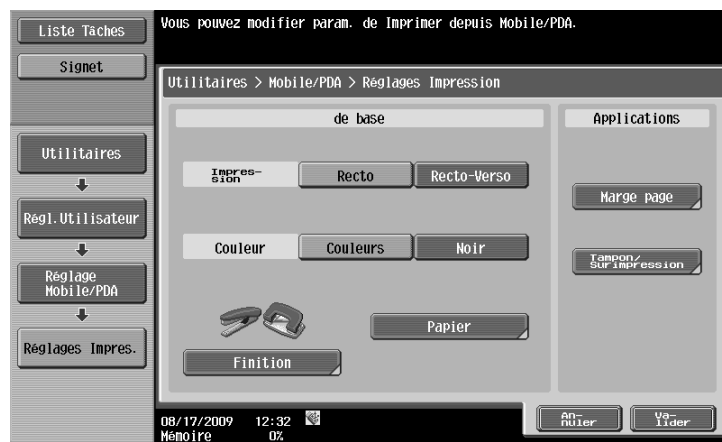 Liste Tâches
Signet
Vous pouvez modifier param. de Imprimer depuis Mobile/PDA.
Utilitaires > Mobile/PDA > Réglages Impression
de base
Applications
Utilitaires
Régl.Utilisateur
Réglage
Mobile/PDA
Réglages Impres.
Impres-
sion
Recto
Recto-Verso
Couleur
Couleurs
Noir
Papier
Finition
Marge page
Tampon/
Surimpression
08/17/2009 12:32
Mémoire 0%
An-
nuler
Va-
lider